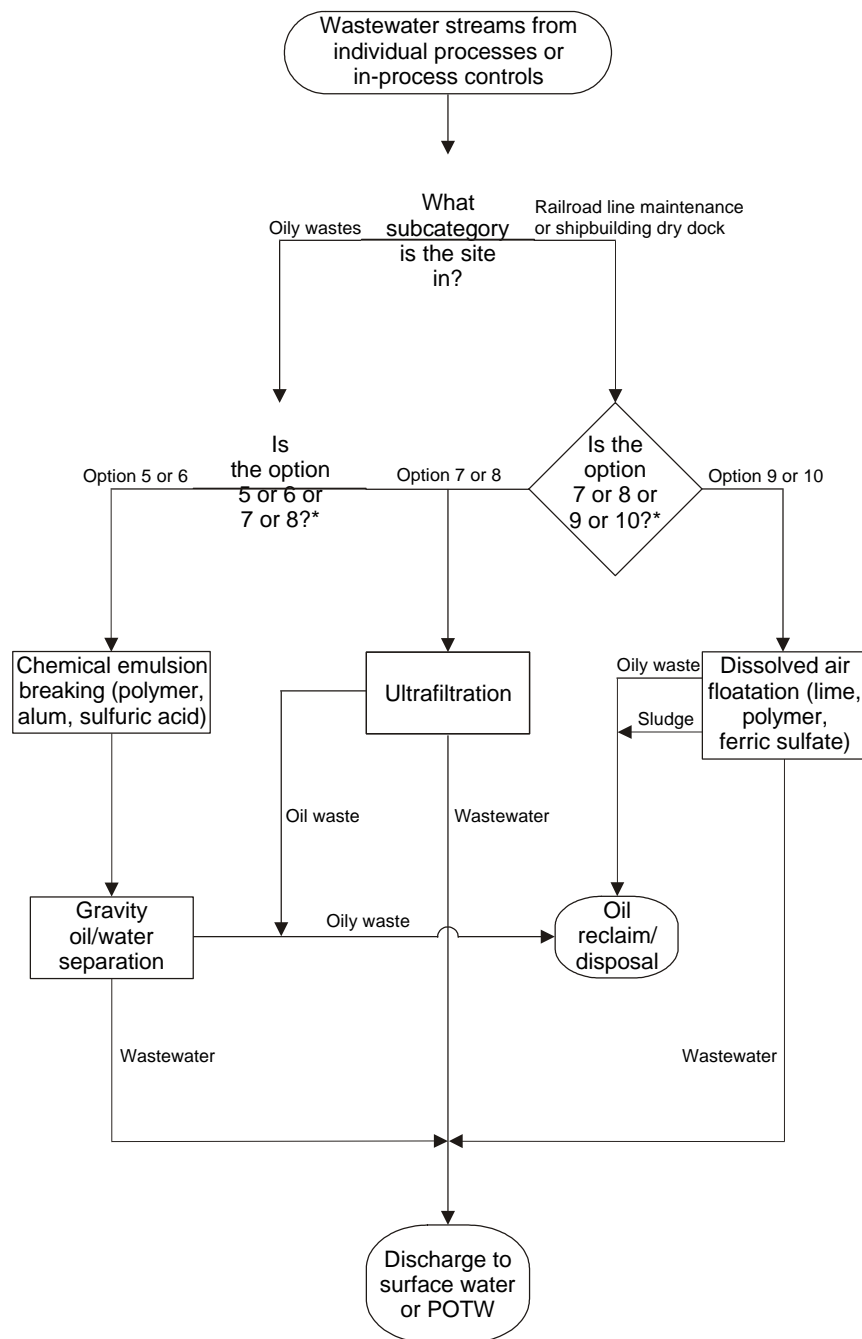 Wastewater streams from
individual processes or
in-process controls
What
subcategory
is the site
in?
Oily wastes
Railroad line maintenance
or shipbuilding dry dock
Is
the option
5 or 6 or
7 or 8?*
Option 5 or 6
Option 7 or 8
Is the
option
7 or 8 or
9 or 10?*
Option 9 or 10
Chemical emulsion
breaking (polymer,
alum, sulfuric acid)
Ultrafiltration
Oily waste
Sludge
Dissolved air
floatation (lime,
polymer,
ferric sulfate)
Oil waste
Wastewater
Gravity
oil/water
separation
Oily waste
Oil
reclaim/
disposal
Wastewater
Wastewater
Discharge to
surface water
or POTW